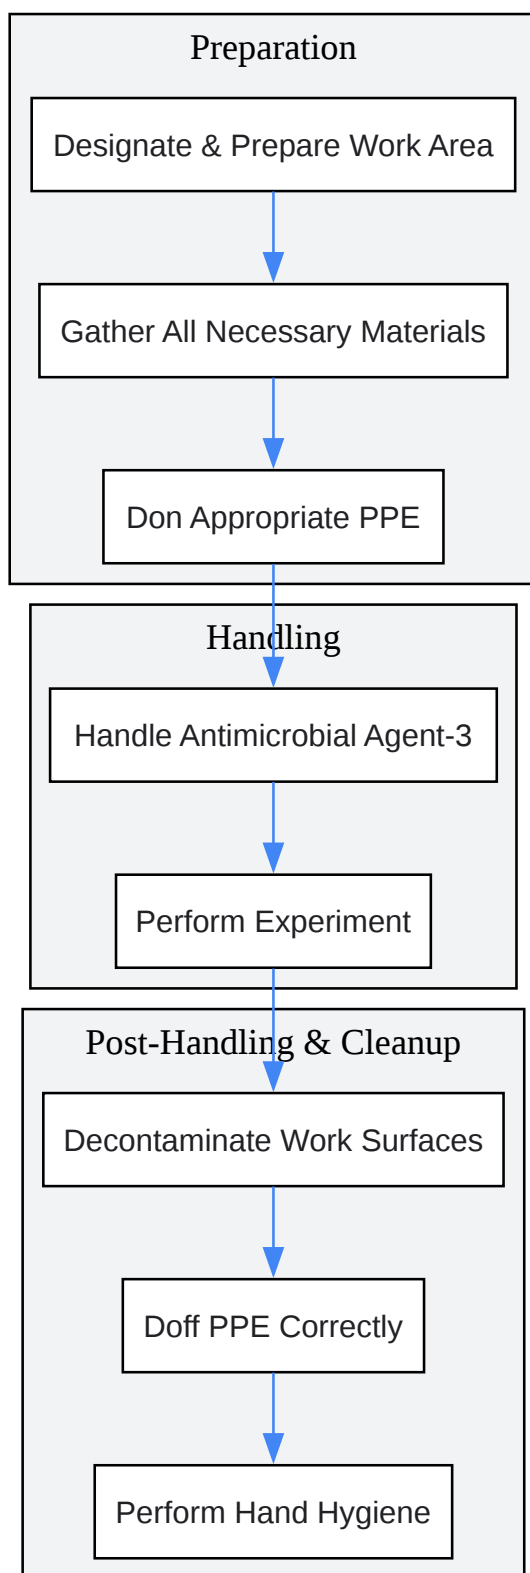 Preparation
Designate & Prepare Work Area
Gather All Necessary Materials
Don Appropriate PPE
Handling
Handle Antimicrobial Agent-3
Perform Experiment
Post-Handling & Cleanup
Decontaminate Work Surfaces
Doff PPE Correctly
Perform Hand Hygiene